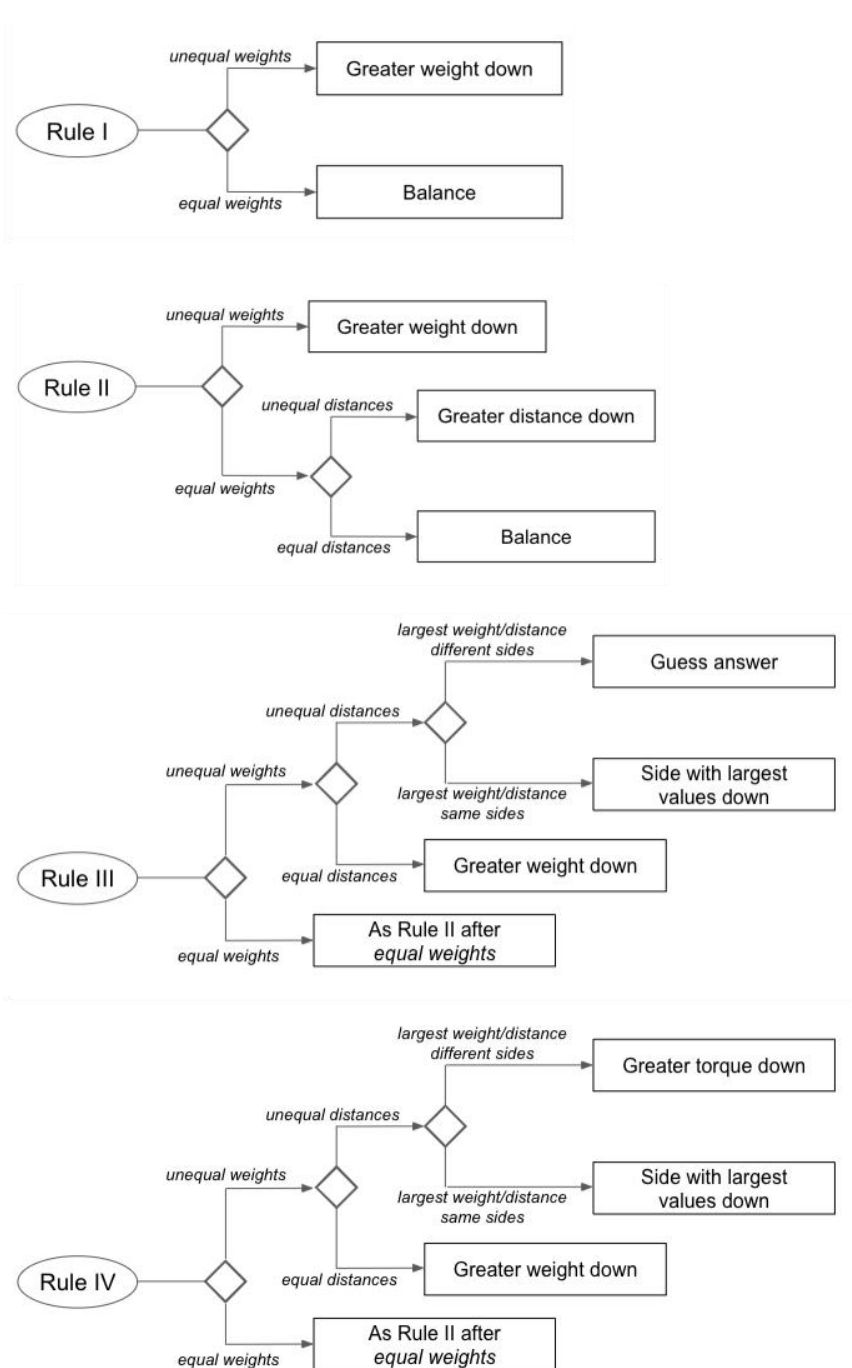 unequal weights
Greater weight down
Rule I
Balance
equal weights
unequal weights
Greater weight down
Rule II
unequal distances
Greater distance down
equal weights
Balance
equal distances
largest weight/distance
different sides
Guess answer
unequal distances
unequal weights
Side with largest
values down
largest weight/distance
same sides
Rule III
equal distances
Greater weight down
As Rule II after
equal weights
equal weights
largest weight/distance
different sides
Greater torque down
unequal distances
unequal weights
Side with largest
values down
largest weight/distance
same sides
Rule IV
equal distances
Greater weight down
As Rule II after
equal weights
equal weights